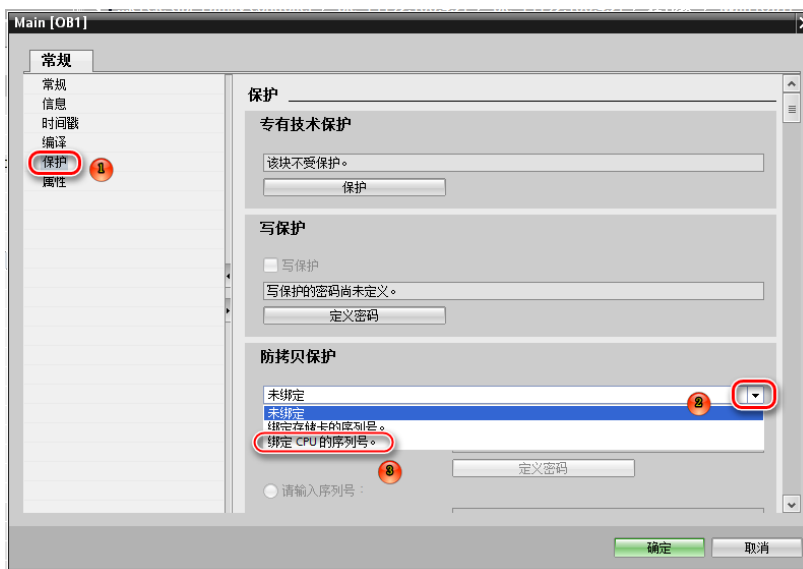 Main [OB1]
常规
常规
信息
时间戳
编译
保护
1
属性
保护
专有技术保护
该块不受保护。
保护
写保护
写保护
写保护的密码尚未定义。
定义密码
防拷贝保护
未绑定
2
未绑定
绑定存储卡的序列号。
绑定 CPU 的序列号。
3
定义密码
请输入序列号：
确定
取消